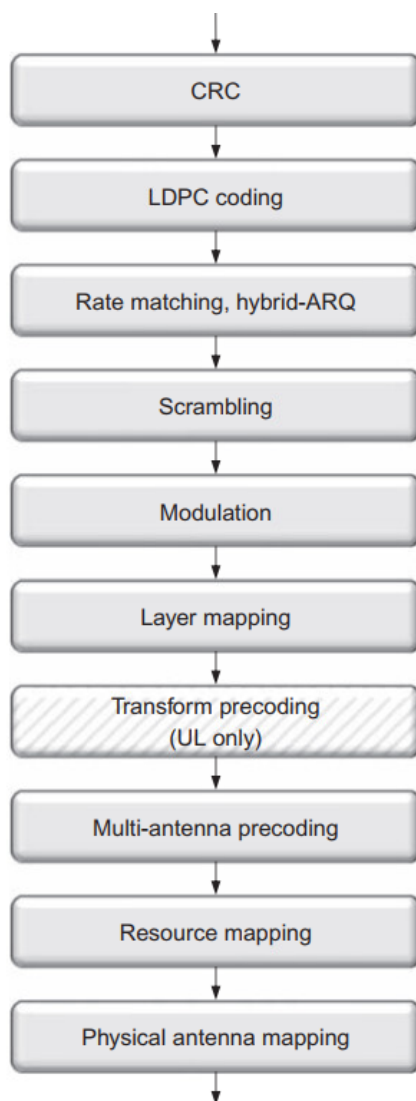 CRC
LDPC coding
Rate matching, hybrid-ARQ
Scrambling
Modulation
Layer mapping
Transform precoding
(UL only)
Multi-antenna precoding
Resource mapping
Physical antenna mapping